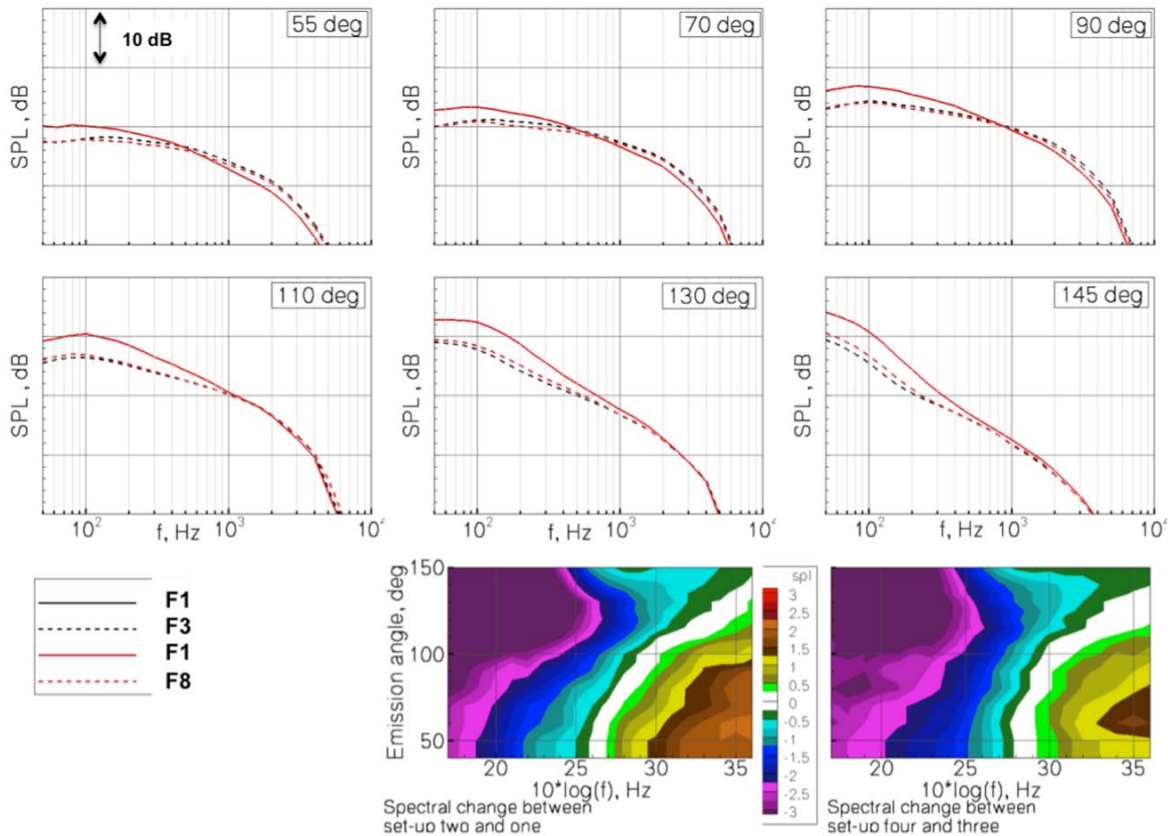 55 deg
70 deg
90 deg
10 dB
SPL, dB
SPL, dB
SPL, dB
10 dB
110 deg
130 deg
145 deg
SPL, dB
SPL, dB
SPL, dB
10² 10³ 10⁴
10² 10³ 10⁴
10² 10³
f, Hz
f, Hz
f, Hz
F1
F3
F1
F8
Emission angle, deg
150
100
50
20 25 30 35
10*log(f), Hz
Spectral change between
set-up two and one
spl
3
2.5
2
1.5
1
0.5
0
-0.5
-1
-1.5
-2
-2.5
-3
20 25 30 35
10*log(f), Hz
Spectral change between
set-up four and three